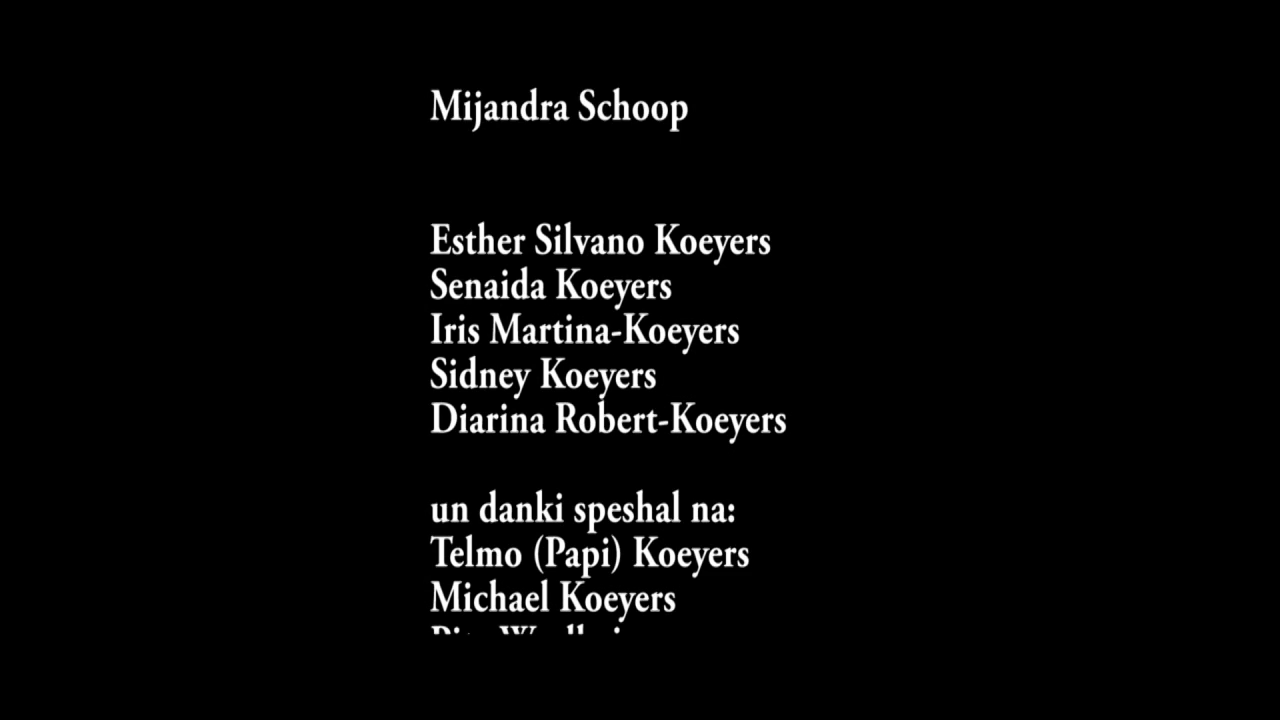 Mijandra Schoop
Esther Silvano Koeyers
Senaida Koeyers
Iris Martina-Koeyers
Sidney Koeyers
Diarina Robert-Koeyers
un danki speshal na:
Telmo (Papi) Koeyers
Michael Koeyers